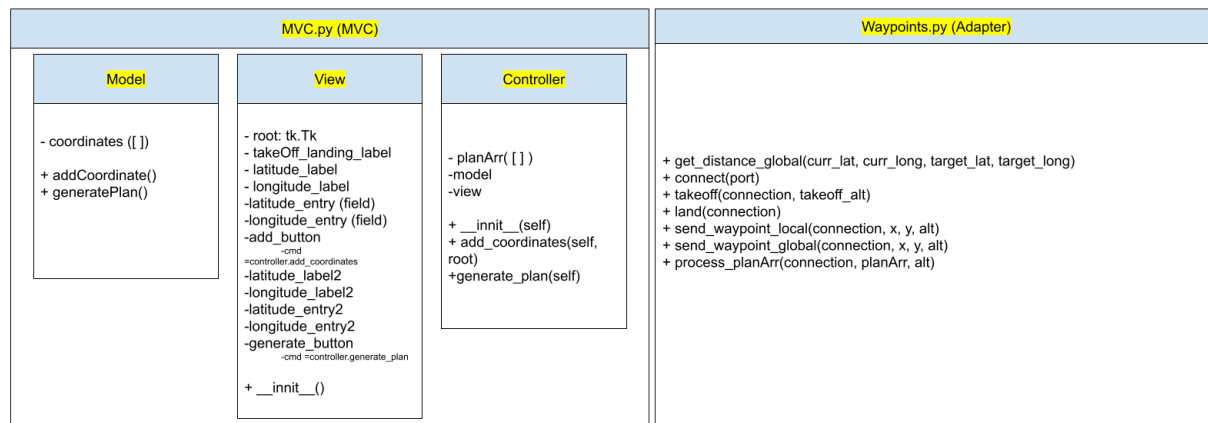 MVC.py (MVC)
Model
- coordinates ([ ])
+ addCoordinate()
+ generatePlan()
View
- root: tk.Tk
- takeOff_landing_label
- latitude_label
- longitude_label
-latitude_entry (field)
-longitude_entry (field)
-add_button
-cmd
=controller.add_coordinates
-latitude_label2
-longitude_label2
-latitude_entry2
-longitude_entry2
-generate_button
-cmd =controller.generate_plan
+ __innit__()
Controller
- planArr( [ ] )
-model
-view
+ __innit__(self)
+ add_coordinates(self,
root)
+generate_plan(self)
Waypoints.py (Adapter)
+ get_distance_global(curr_lat, curr_long, target_lat, target_long)
+ connect(port)
+ takeoff(connection, takeoff_alt)
+ land(connection)
+ send_waypoint_local(connection, x, y, alt)
+ send_waypoint_global(connection, x, y, alt)
+ process_planArr(connection, planArr, alt)